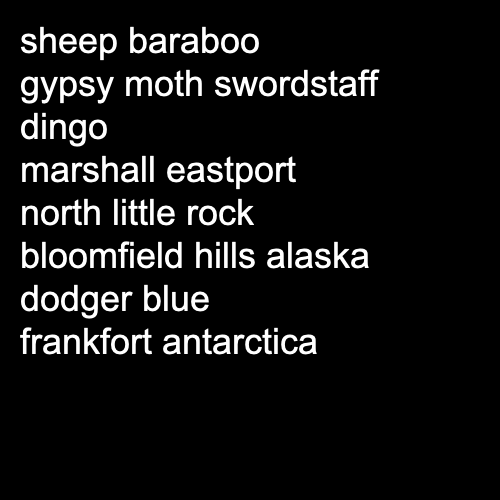 sheep baraboo
gypsy moth swordstaff
dingo
marshall eastport
north little rock
bloomfield hills alaska
dodger blue
frankfort antarctica